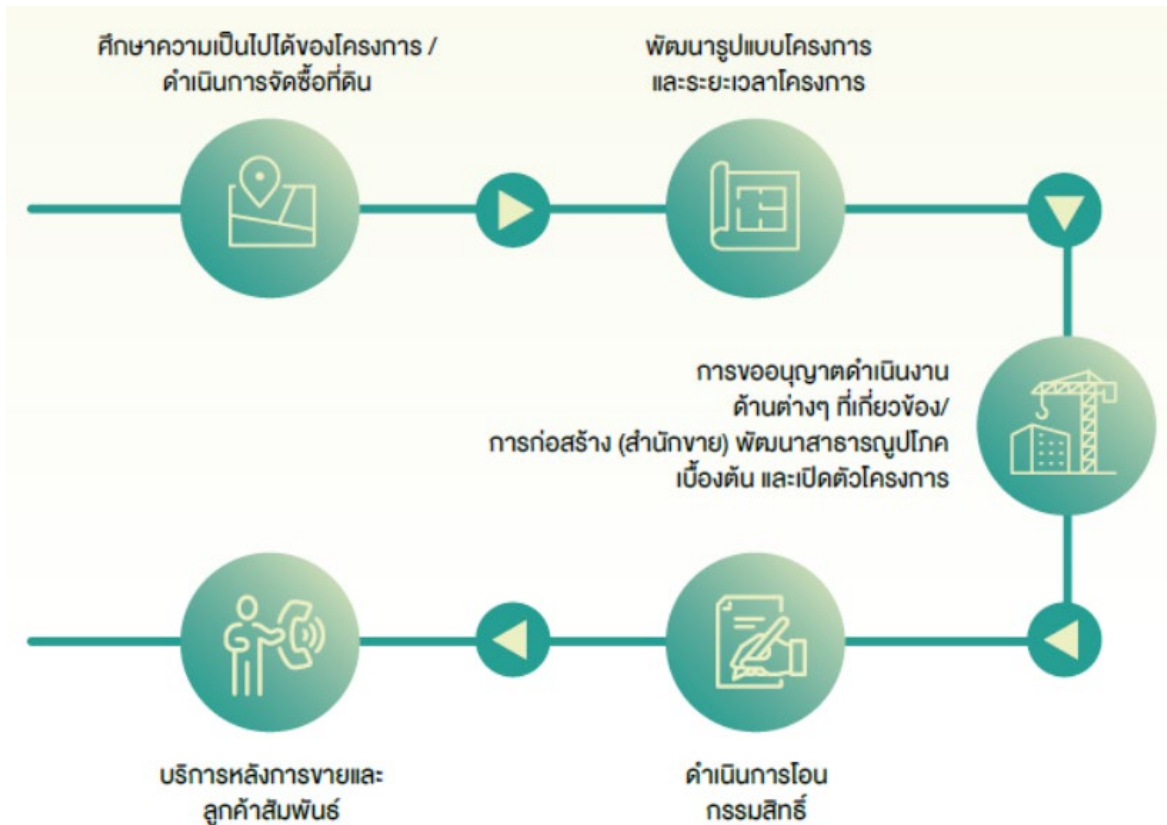 ศึกษาความเป็นไปได้ของโครงการ /
ดำเนินการจัดซื้อที่ดิน
พัฒนารูปแบบโครงการ
และระยะเวลาโครงการ
การขออนุญาตดำเนินงาน
ด้านต่างๆ ที่เกี่ยวข้อง/
การก่อสร้าง (สำนักขาย) พัฒนาสาธารณูปโภค
เบื้องต้น และเปิดตัวโครงการ
ดำเนินการโอน
กรรมสิทธิ์
บริการหลังการขายและ
ลูกค้าสัมพันธ์